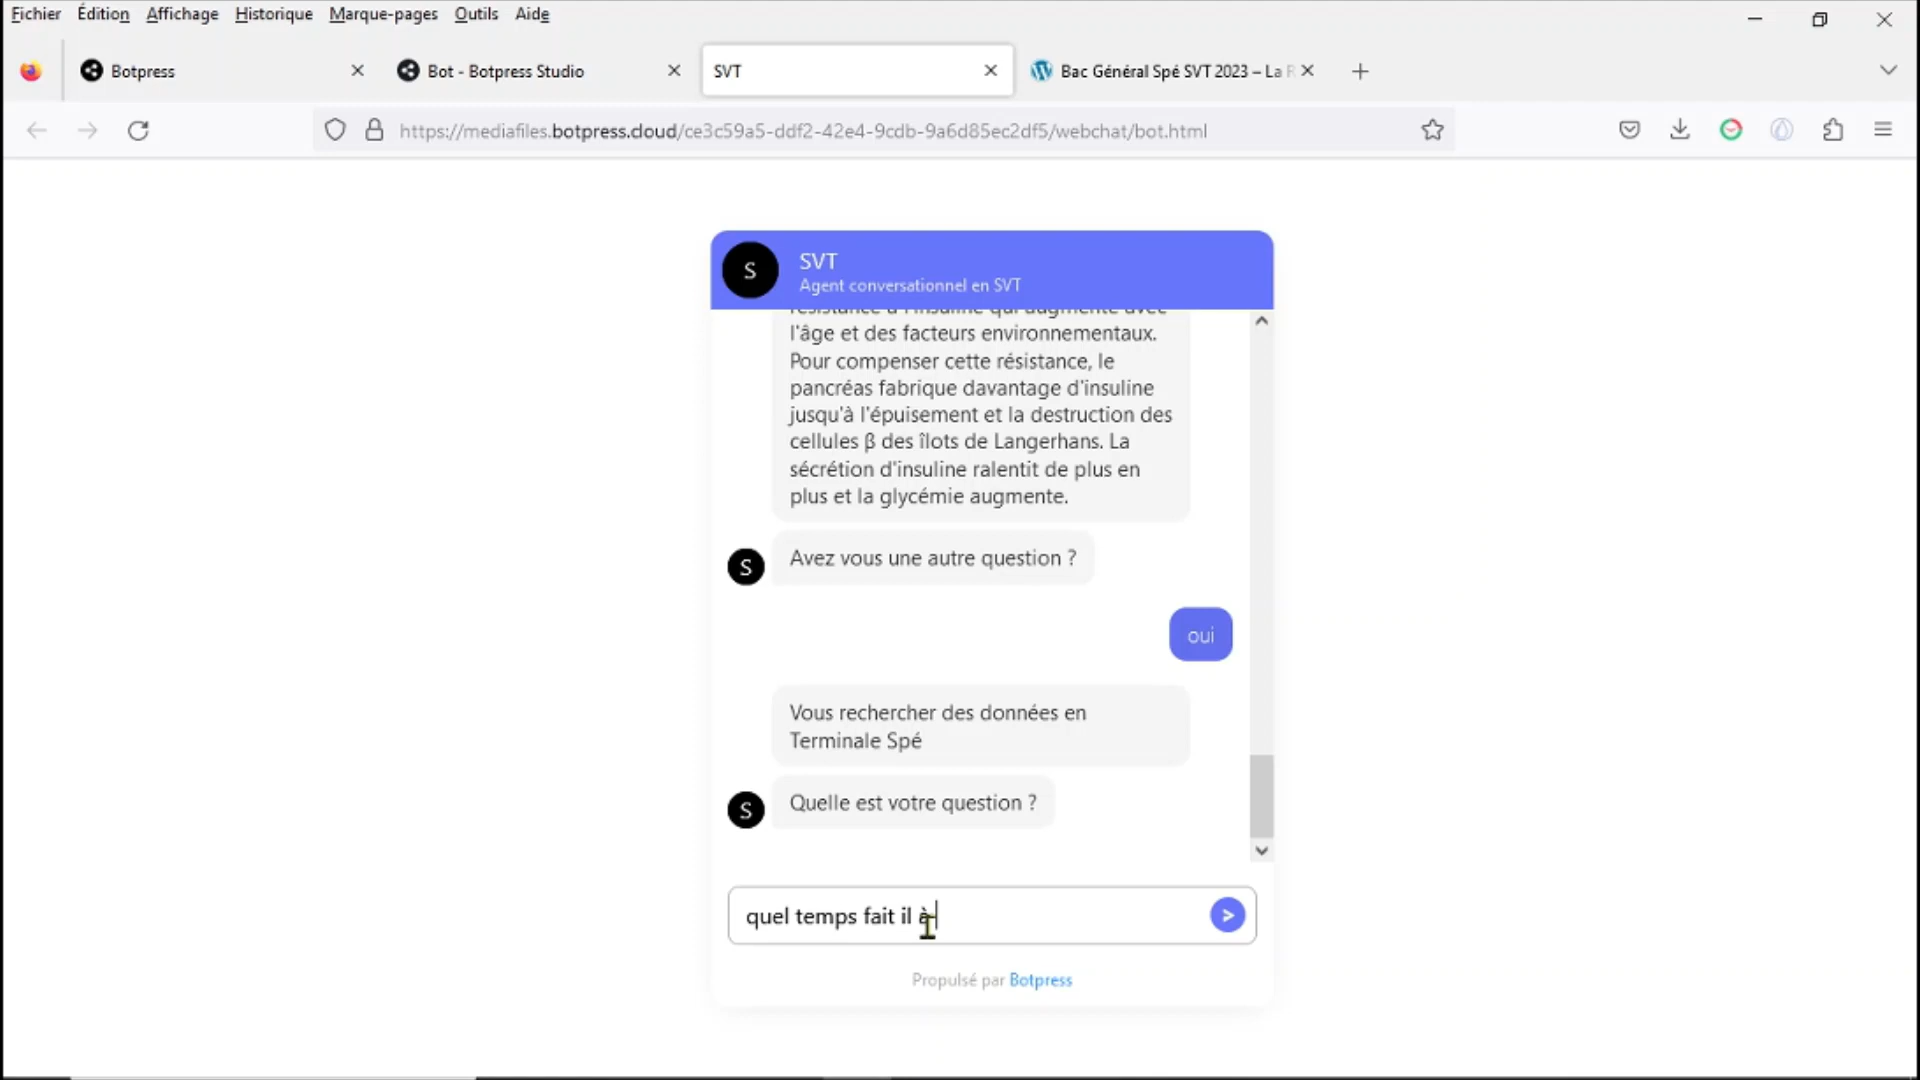 Fichier Édition Affichage Historique Marque-pages Outils Aide
Botpress
Bot - Botpress Studio
SVT
Bac Général Spé SVT 2023 – La R
https://mediafiles.botpress.cloud/ce3c59a5-ddf2-42e4-9cdb-9a6d85ec2df5/webchat/bot.html
S
SVT
Agent conversationnel en SVT
résistance à l'insuline qui augmente avec
l'âge et des facteurs environnementaux.
Pour compenser cette résistance, le
pancréas fabrique davantage d'insuline
jusqu'à l'épuisement et la destruction des
cellules β des îlots de Langerhans. La
sécrétion d'insuline ralentit de plus en
plus et la glycémie augmente.
S
Avez vous une autre question ?
oui
Vous rechercher des données en
Terminale Spé
S
Quelle est votre question ?
quel temps fait il à
Propulsé par Botpress